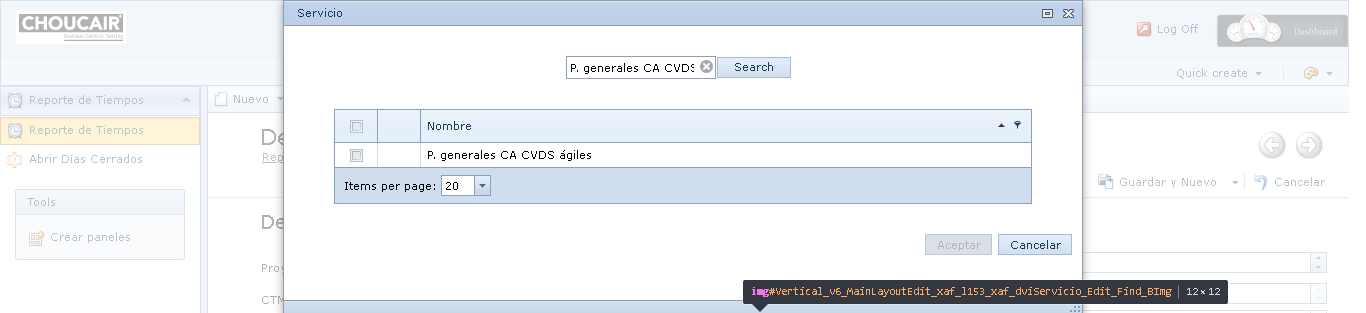 CHOUCAIR
Business Centric Testing
Servicio
Log Off
Dashboard
P. generales CA CVDS
Search
Quick create
Reporte de Tiempos
Nuevo
Nombre
Reporte de Tiempos
De
Rep
P. generales CA CVDS ágiles
Abrir Días Cerrados
Items per page: 20
Guardar y Nuevo
Cancelar
Tools
De
Crear paneles
Aceptar
Cancelar
Proy
CTM
img#Vertical_v6_MainLayoutEdit_xaf_l153_xaf_dviServicio_Edit_Find_BImg | 12×12